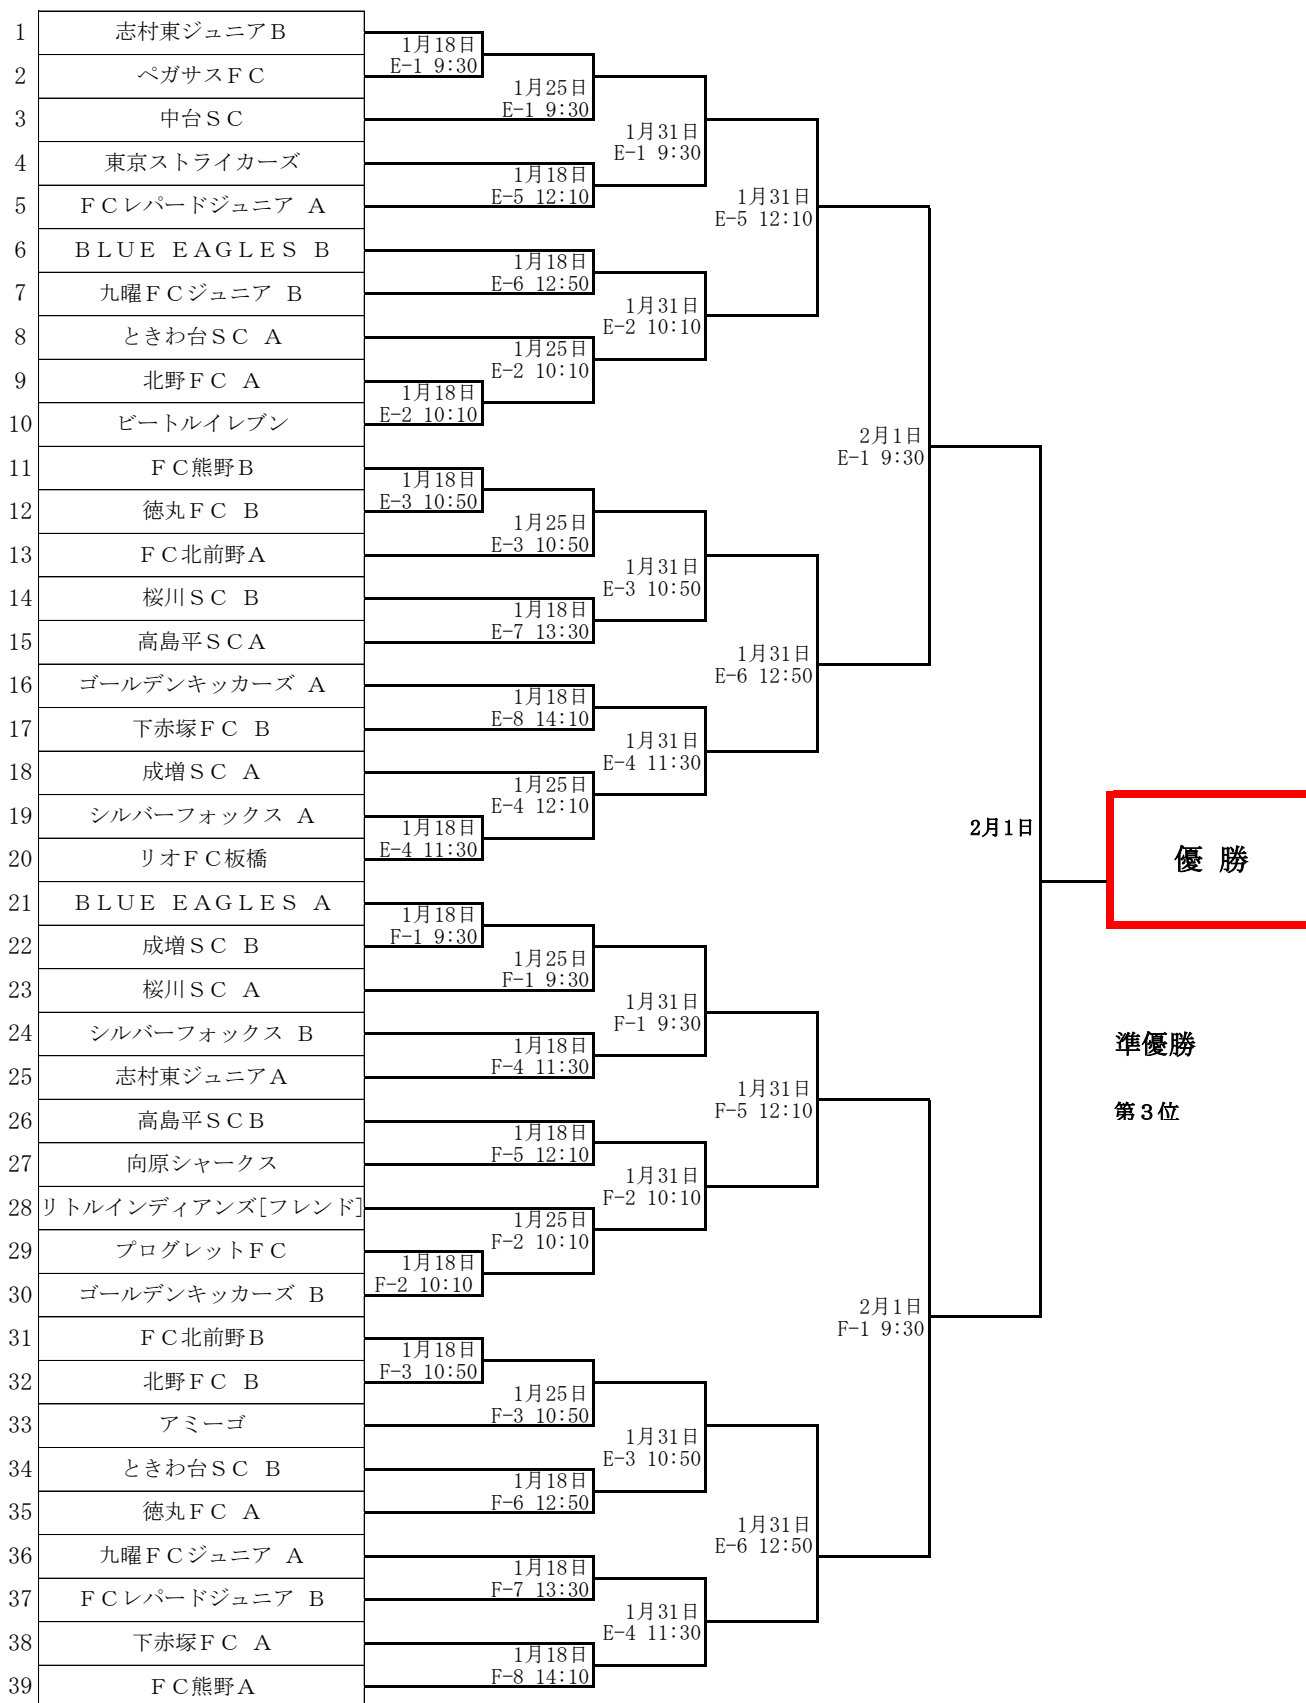 1 志村東ジュニアB
2 ペガサスFC
3 中台SC
4 東京ストライカーズ
5 FCレパードジュニア A
6 BLUE EAGLES B
7 九曜FCジュニア B
8 ときわ台SC A
9 北野FC A
10 ビートルイレブン
11 FC熊野B
12 徳丸FC B
13 FC北前野A
14 桜川SC B
15 高島平SCA
16 ゴールデンキッカーズ A
17 下赤塚FC B
18 成増SC A
19 シルバーフォックス A
20 リオFC板橋
21 BLUE EAGLES A
22 成増SC B
23 桜川SC A
24 シルバーフォックス B
25 志村東ジュニアA
26 高島平SCB
27 向原シャークス
28 リトルインディアンズ[フレンド]
29 プログレットFC
30 ゴールデンキッカーズ B
31 FC北前野B
32 北野FC B
33 アミーゴ
34 ときわ台SC B
35 徳丸FC A
36 九曜FCジュニア A
37 FCレパードジュニア B
38 下赤塚FC A
39 FC熊野A
1月18日
E-1 9:30
1月18日
E-2 10:10
1月18日
E-3 10:50
1月18日
E-4 11:30
1月18日
F-1 9:30
1月18日
F-2 10:10
1月18日
F-3 10:50
1月25日
E-1 9:30
1月18日
E-5 12:10
1月18日
E-6 12:50
1月25日
E-2 10:10
1月25日
E-3 10:50
1月18日
E-7 13:30
1月18日
E-8 14:10
1月25日
E-4 12:10
1月25日
F-1 9:30
1月18日
F-4 11:30
1月18日
F-5 12:10
1月25日
F-2 10:10
1月25日
F-3 10:50
1月18日
F-6 12:50
1月18日
F-7 13:30
1月18日
F-8 14:10
1月31日
E-1 9:30
1月31日
E-2 10:10
1月31日
E-3 10:50
1月31日
E-4 11:30
1月31日
F-1 9:30
1月31日
F-2 10:10
1月31日
E-3 10:50
1月31日
E-4 11:30
1月31日
E-5 12:10
1月31日
E-6 12:50
1月31日
F-5 12:10
1月31日
E-6 12:50
2月1日
E-1 9:30
2月1日
F-1 9:30
2月1日
優 勝
準優勝
第3位